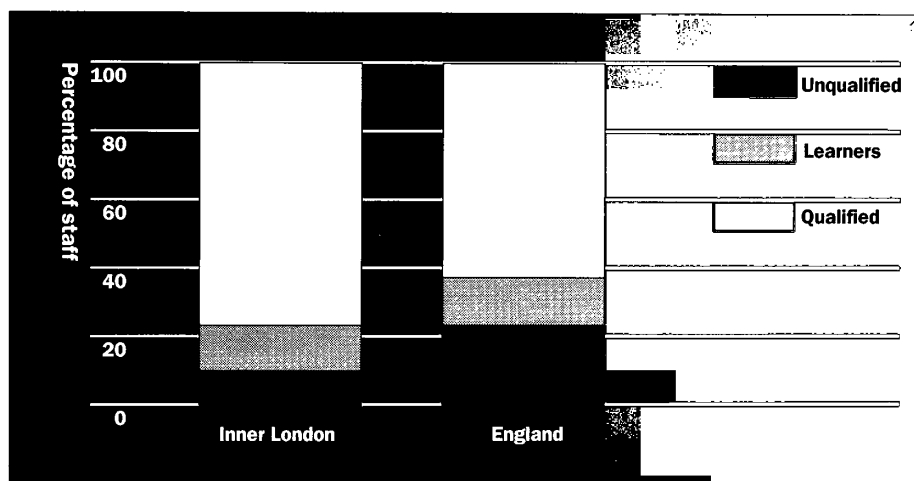 Percentage of staff
100
80
60
40
20
0
Inner London
England
Unqualified
Learners
Qualified